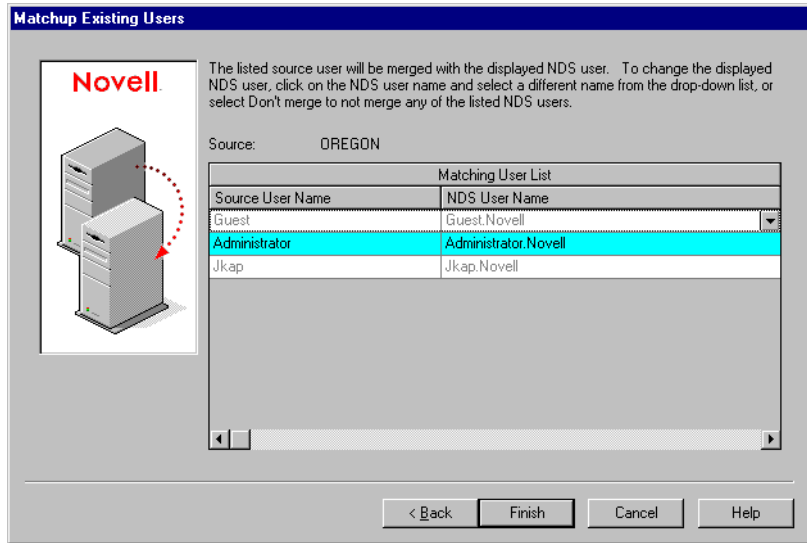 Matchup Existing Users
Novell.
The listed source user will be merged with the displayed NDS user. To change the displayed
NDS user, click on the NDS user name and select a different name from the drop-down list, or
select Don't merge to not merge any of the listed NDS users.
Source: OREGON
Matching User List
Source User Name NDS User Name
Guest Guest.Novell
Administrator Administrator.Novell
Jkap Jkap.Novell
< Back Finish Cancel Help